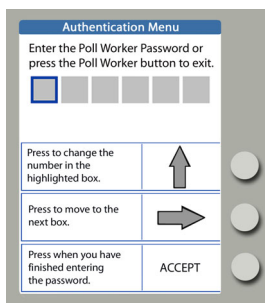 Authentication Menu
Enter the Poll Worker Password or
press the Poll Worker button to exit.
Press to change the
number in the
highlighted box.
Press to move to the
next box.
Press when you have
finished entering
the password.
ACCEPT